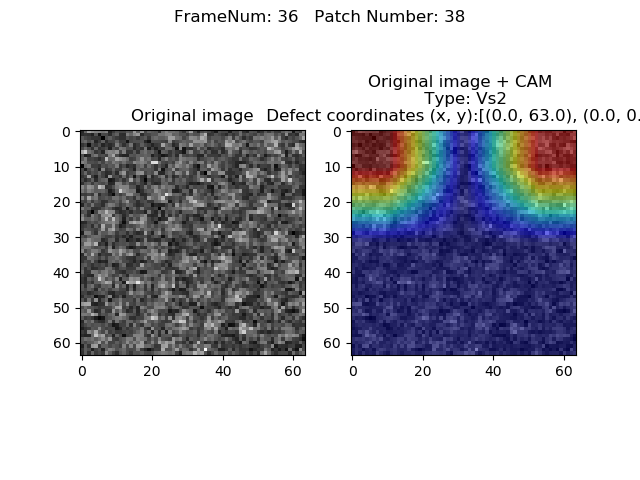 FrameNum: 36   Patch Number: 38
Original image + CAM
Type: Vs2
Original image
Defect coordinates (x, y):[(0.0, 63.0), (0.0, 0.
0
10
20
30
40
50
60
0 20 40 60
0
10
20
30
40
50
60
0 20 40 60